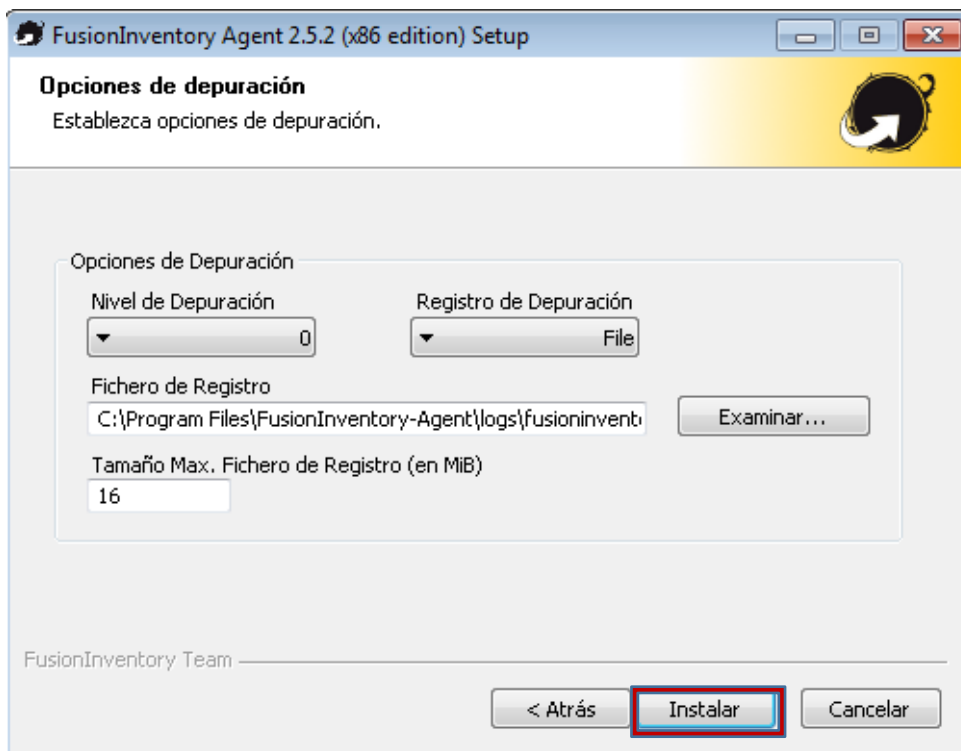 FusionInventory Agent 2.5.2 (x86 edition) Setup
Opciones de depuración
Establezca opciones de depuración.
Opciones de Depuración
Nivel de Depuración
Registro de Depuración
0
File
Fichero de Registro
C:\Program Files\FusionInventory-Agent\logs\fusioninvent
Examinar...
Tamaño Max. Fichero de Registro (en MiB)
16
FusionInventory Team
< Atrás
Instalar
Cancelar